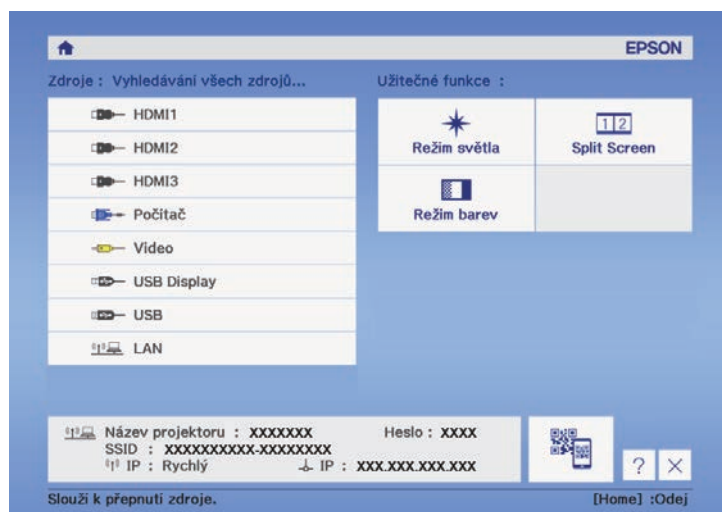 EPSON
Zdroje : Vyhledávání všech zdrojů...
HDMI1
HDMI2
HDMI3
Počítač
Video
USB Display
USB
LAN
Užitečné funkce :
Režim světla
1 2
Split Screen
Režim barev
Název projektoru : XXXXXXX Heslo : XXXX
SSID : XXXXXXXXXX-XXXXXXXX
IP : Rychlý IP : XXX.XXX.XXX.XXX
?
Slouží k přepnutí zdroje. [Home] :Odej